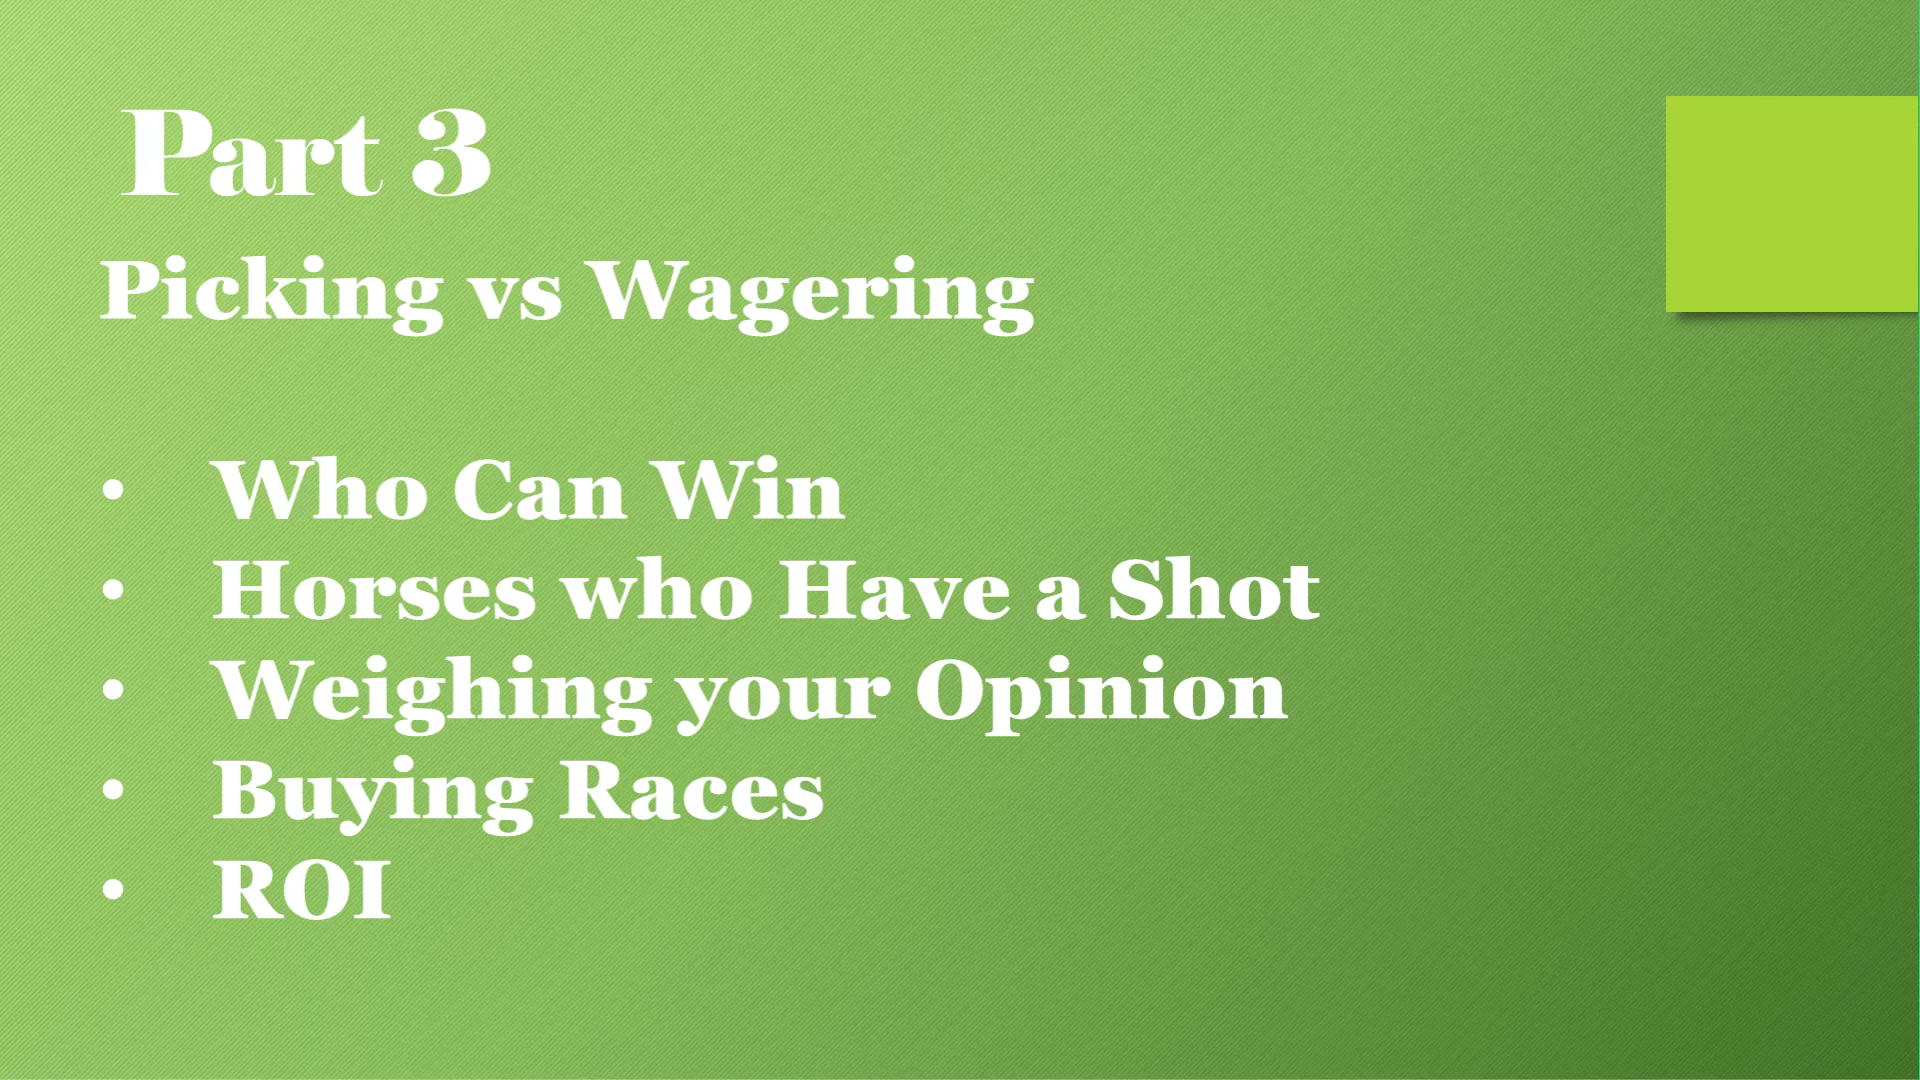 Part 3
Picking vs Wagering
• Who Can Win
• Horses who Have a Shot
• Weighing your Opinion
• Buying Races
• ROI